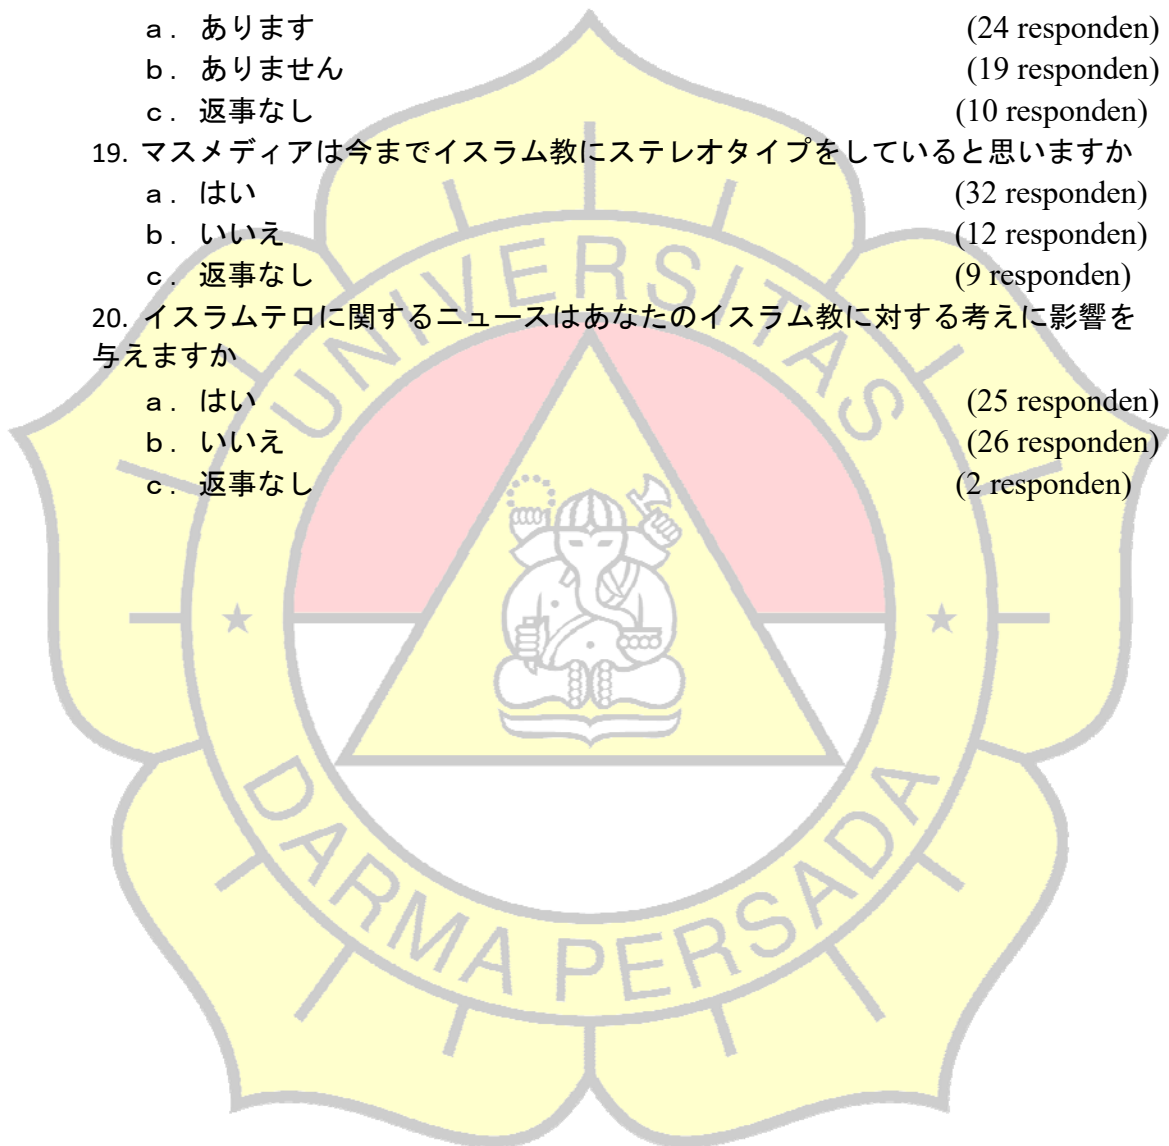 a. あります (24 responden)
b. ありません (19 responden)
c. 返事なし (10 responden)
19. マスメディアは今までイスラム教にステレオタイプをしていると思いますか
a. はい (32 responden)
b. いいえ (12 responden)
c. 返事なし (9 responden)
20. イスラムテロに関するニュースはあなたのイスラム教に対する考えに影響を
与えますか
a. はい (25 responden)
b. いいえ (26 responden)
c. 返事なし (2 responden)
UNIVERSITAS
DARMA PERSADA